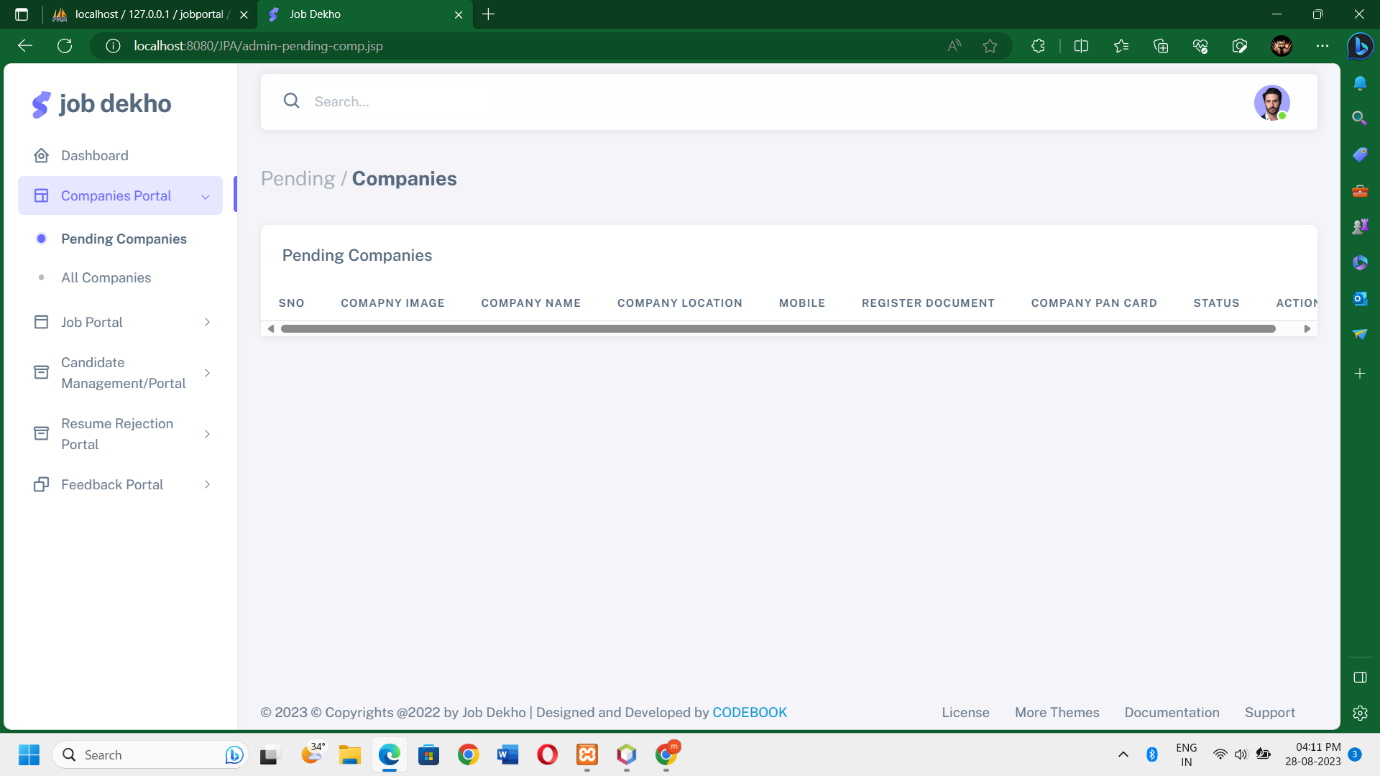 localhost / 127.0.0.1 / jobportal /
Job Dekho
localhost:8080/JPA/admin-pending-comp.jsp
job dekho
Search...
Dashboard
Companies Portal
Pending Companies
All Companies
Job Portal
Candidate
Management/Portal
Resume Rejection
Portal
Feedback Portal
Pending / Companies
Pending Companies
SNO COMAPNY IMAGE COMPANY NAME COMPANY LOCATION MOBILE REGISTER DOCUMENT COMPANY PAN CARD STATUS ACTION
© 2023 © Copyrights @2022 by Job Dekho | Designed and Developed by CODEBOOK
License More Themes Documentation Support
Search
34°
ENG
IN
04:11 PM
28-08-2023
3